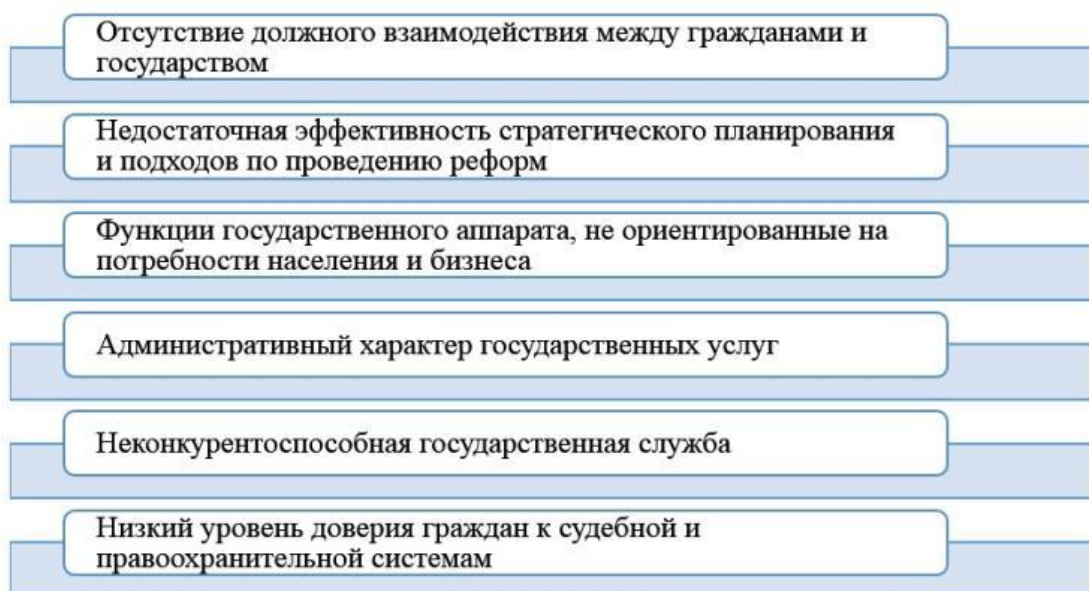 Отсутствие должного взаимодействия между гражданами и
государством
Недостаточная эффективность стратегического планирования
и подходов по проведению реформ
Функции государственного аппарата, не ориентированные на
потребности населения и бизнеса
Административный характер государственных услуг
Неконкурентоспособная государственная служба
Низкий уровень доверия граждан к судебной и
правоохранительной системам